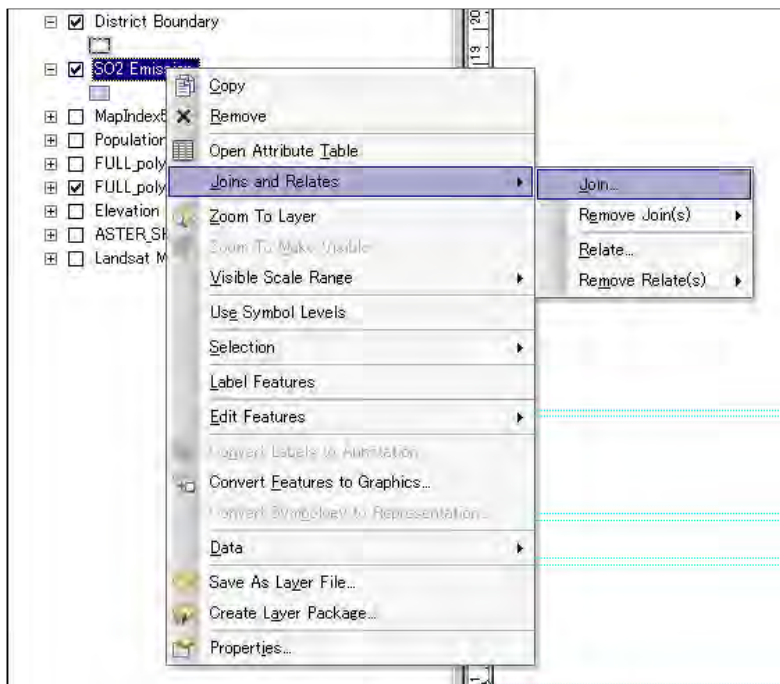 District Boundary
SO2 Emiss
MapIndex
Population
FULL_poly
FULL_poly
Elevation
ASTER_S
Landsat M
Copy
Remove
Open Attribute Table
Joins and Relates
Zoom To Layer
Zoom To Make Visible
Visible Scale Range
Use Symbol Levels
Selection
Label Features
Edit Features
Convert Labels to Annotation...
Convert Features to Graphics...
Convert Symbology to Representation...
Data
Save As Layer File...
Create Layer Package...
Properties...
Join...
Remove Join(s)
Relate...
Remove Relate(s)
20
19